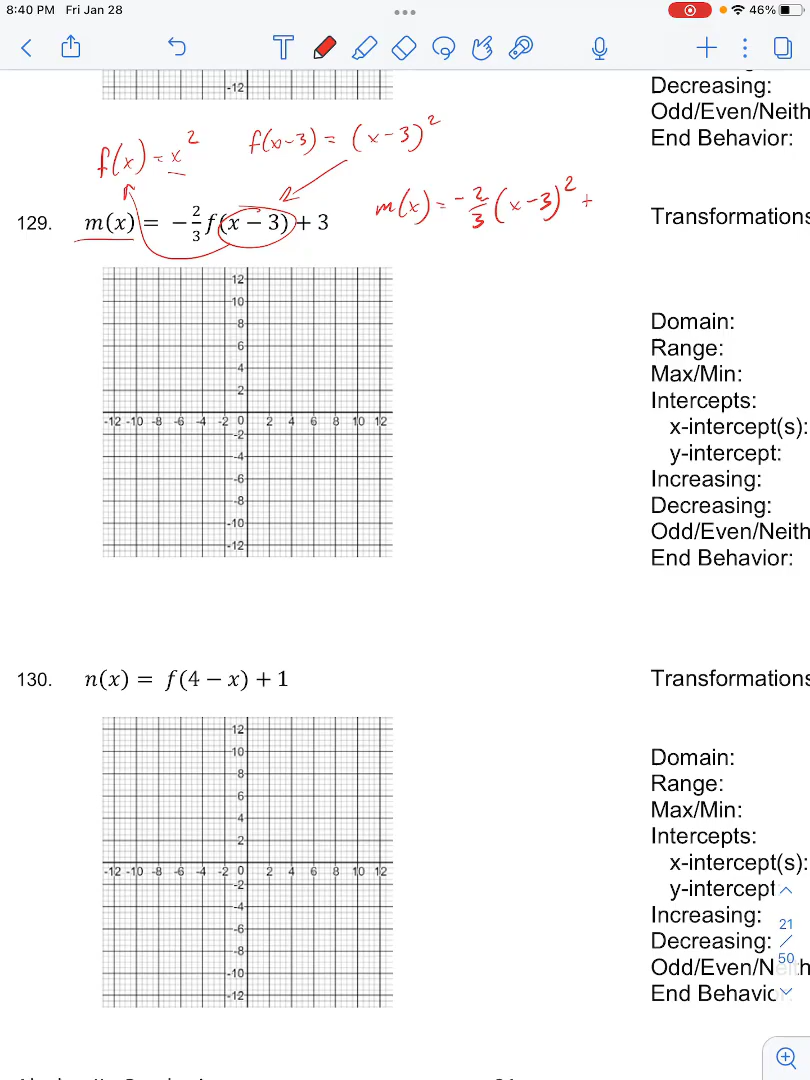 8:40 PM Fri Jan 28
46%
T
-12
Decreasing:
Odd/Even/Neith
End Behavior:
f(x) = x²
f(x-3) = (x-3)²
129. m(x) = −2/3 f(x − 3) + 3
m(x) = -2/3 (x-3)² +
Transformations
12
10
8
6
4
2
-12 -10 -8 -6 -4 -2 0 2 4 6 8 10 12
-2
-4
-6
-8
-10
-12
Domain:
Range:
Max/Min:
Intercepts:
x-intercept(s):
y-intercept:
Increasing:
Decreasing:
Odd/Even/Neith
End Behavior:
130. n(x) = f(4 − x) + 1
Transformations
12
10
8
6
4
2
-12 -10 -8 -6 -4 -2 0 2 4 6 8 10 12
-2
-4
-6
-8
-10
-12
Domain:
Range:
Max/Min:
Intercepts:
x-intercept(s):
y-intercept
Increasing:
Decreasing:
Odd/Even/Neith
End Behavio
21
/
50